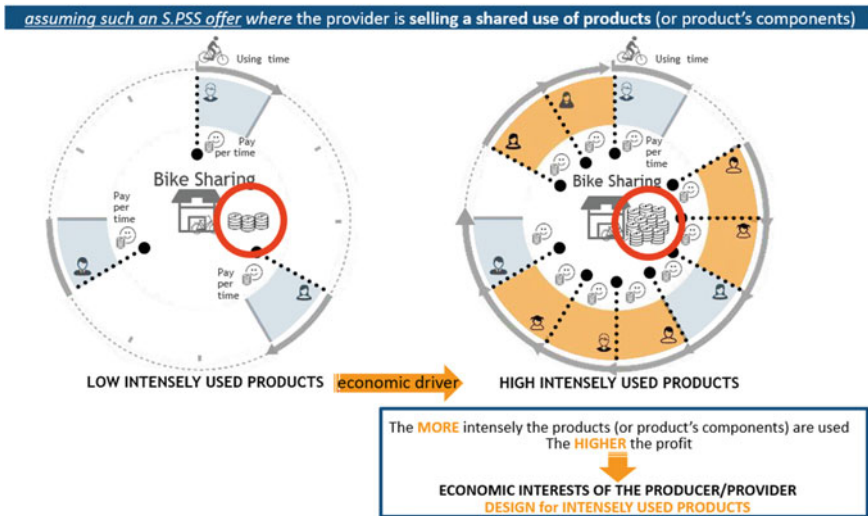 assuming such an S.PSS offer where the provider is selling a shared use of products (or product's components)
Using time
Pay
per time
Bike Sharing
Pay
per
time
Pay
per time
LOW INTENSELY USED PRODUCTS
economic driver
Using time
Pay
per time
Bike Sharing
HIGH INTENSELY USED PRODUCTS
The MORE intensely the products (or product's components) are used
The HIGHER the profit
ECONOMIC INTERESTS OF THE PRODUCER/PROVIDER
DESIGN for INTENSELY USED PRODUCTS